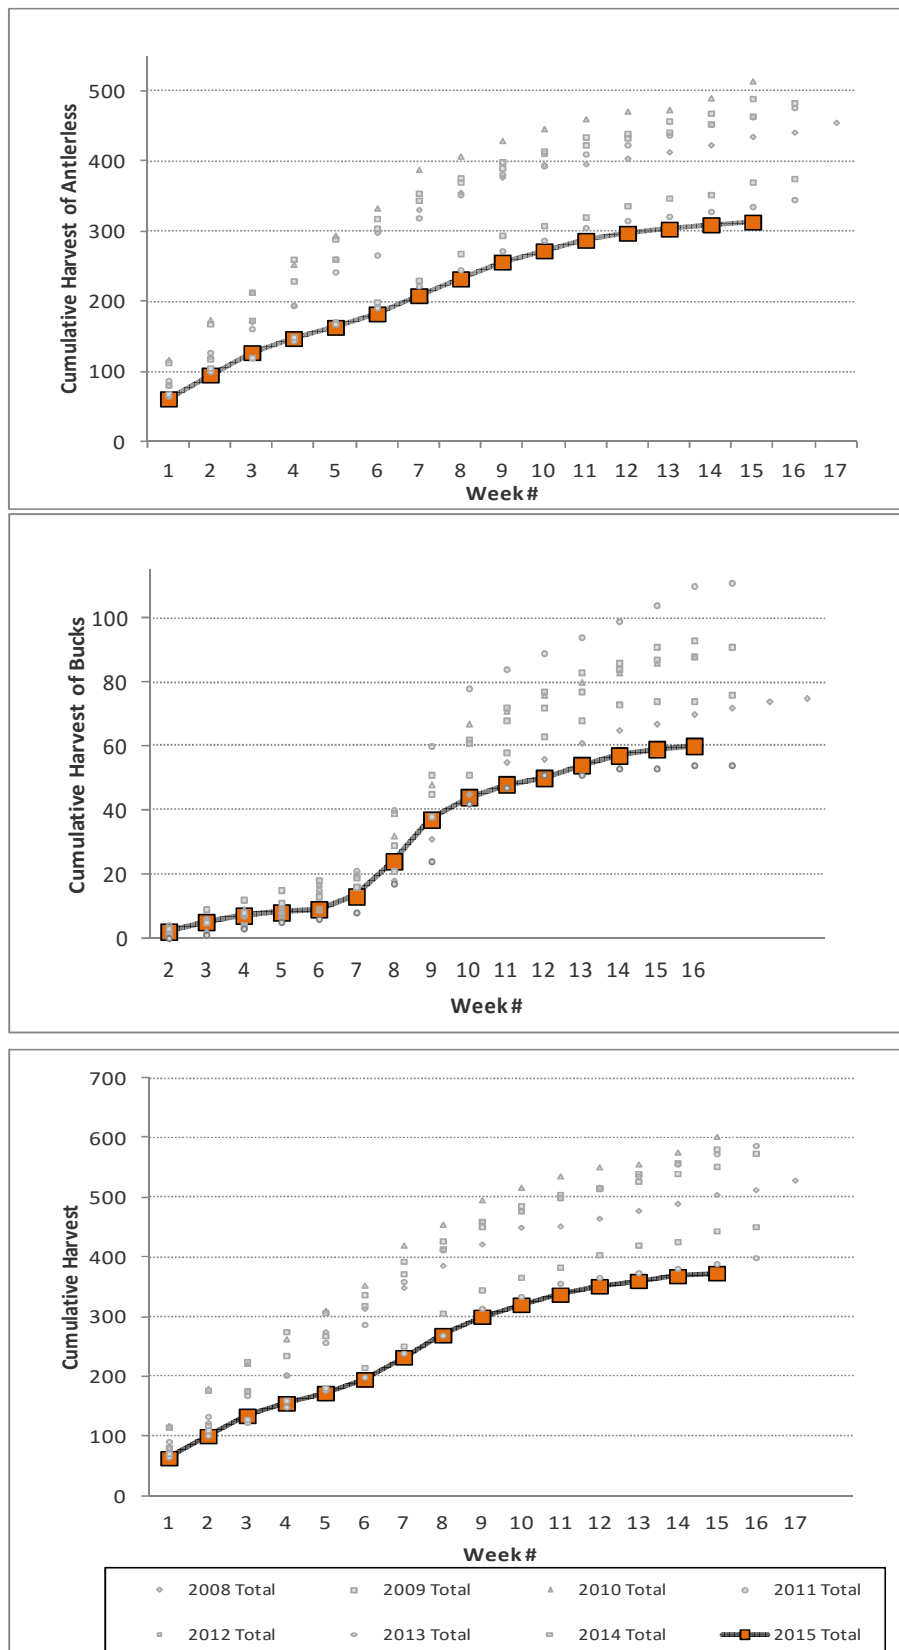 Cumulative Harvest of Antlerless
500
400
300
200
100
0
1 2 3 4 5 6 7 8 9 10 11 12 13 14 15 16 17
Week #
Cumulative Harvest of Bucks
100
80
60
40
20
0
2 3 4 5 6 7 8 9 10 11 12 13 14 15 16
Week #
Cumulative Harvest
700
600
500
400
300
200
100
0
1 2 3 4 5 6 7 8 9 10 11 12 13 14 15 16 17
Week #
2008 Total 2009 Total 2010 Total 2011 Total
2012 Total 2013 Total 2014 Total 2015 Total